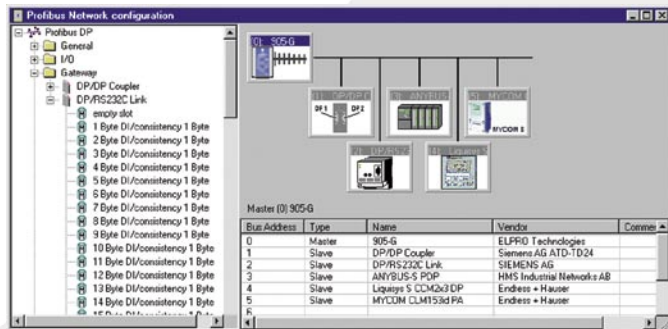 Profibus Network configuration
Profibus DP
General
I/O
Gateway
DP/DP Coupler
DP/RS232C Link
empty slot
1 Byte DI/consistency 1 Byte
2 Byte DI/consistency 1 Byte
3 Byte DI/consistency 1 Byte
4 Byte DI/consistency 1 Byte
5 Byte DI/consistency 1 Byte
6 Byte DI/consistency 1 Byte
7 Byte DI/consistency 1 Byte
8 Byte DI/consistency 1 Byte
9 Byte DI/consistency 1 Byte
10 Byte DI/consistency 1 Byte
11 Byte DI/consistency 1 Byte
12 Byte DI/consistency 1 Byte
13 Byte DI/consistency 1 Byte
14 Byte DI/consistency 1 Byte
15 Byte DI/consistency 1 Byte
(0) 905-G
(1) DP/DP C
DP1 DP2
(3) ANYBUS
(5) MYCOM
MYCOM S
(2) DP/RS2
(4) Liquisys S
Master (0) 905-G
Bus Address Type Name Vendor Commen
0 Master 905-G ELPRO Technologies
1 Slave DP/DP Coupler Siemens AG ATD-TD24
2 Slave DP/RS232C Link SIEMENS AG
3 Slave ANYBUS-S PDP HMS Industrial Networks AB
4 Slave Liquisys S CCM2x3 DP Endress + Hauser
5 Slave MYCOM CLM153id PA Endress + Hauser
6